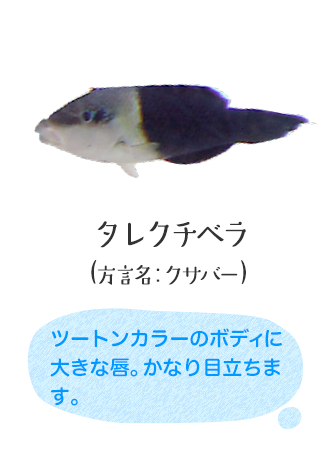 タレクチベラ
(方言名:クサバー)
ツートンカラーのボディに
大きな唇。かなり目立ちま
す。